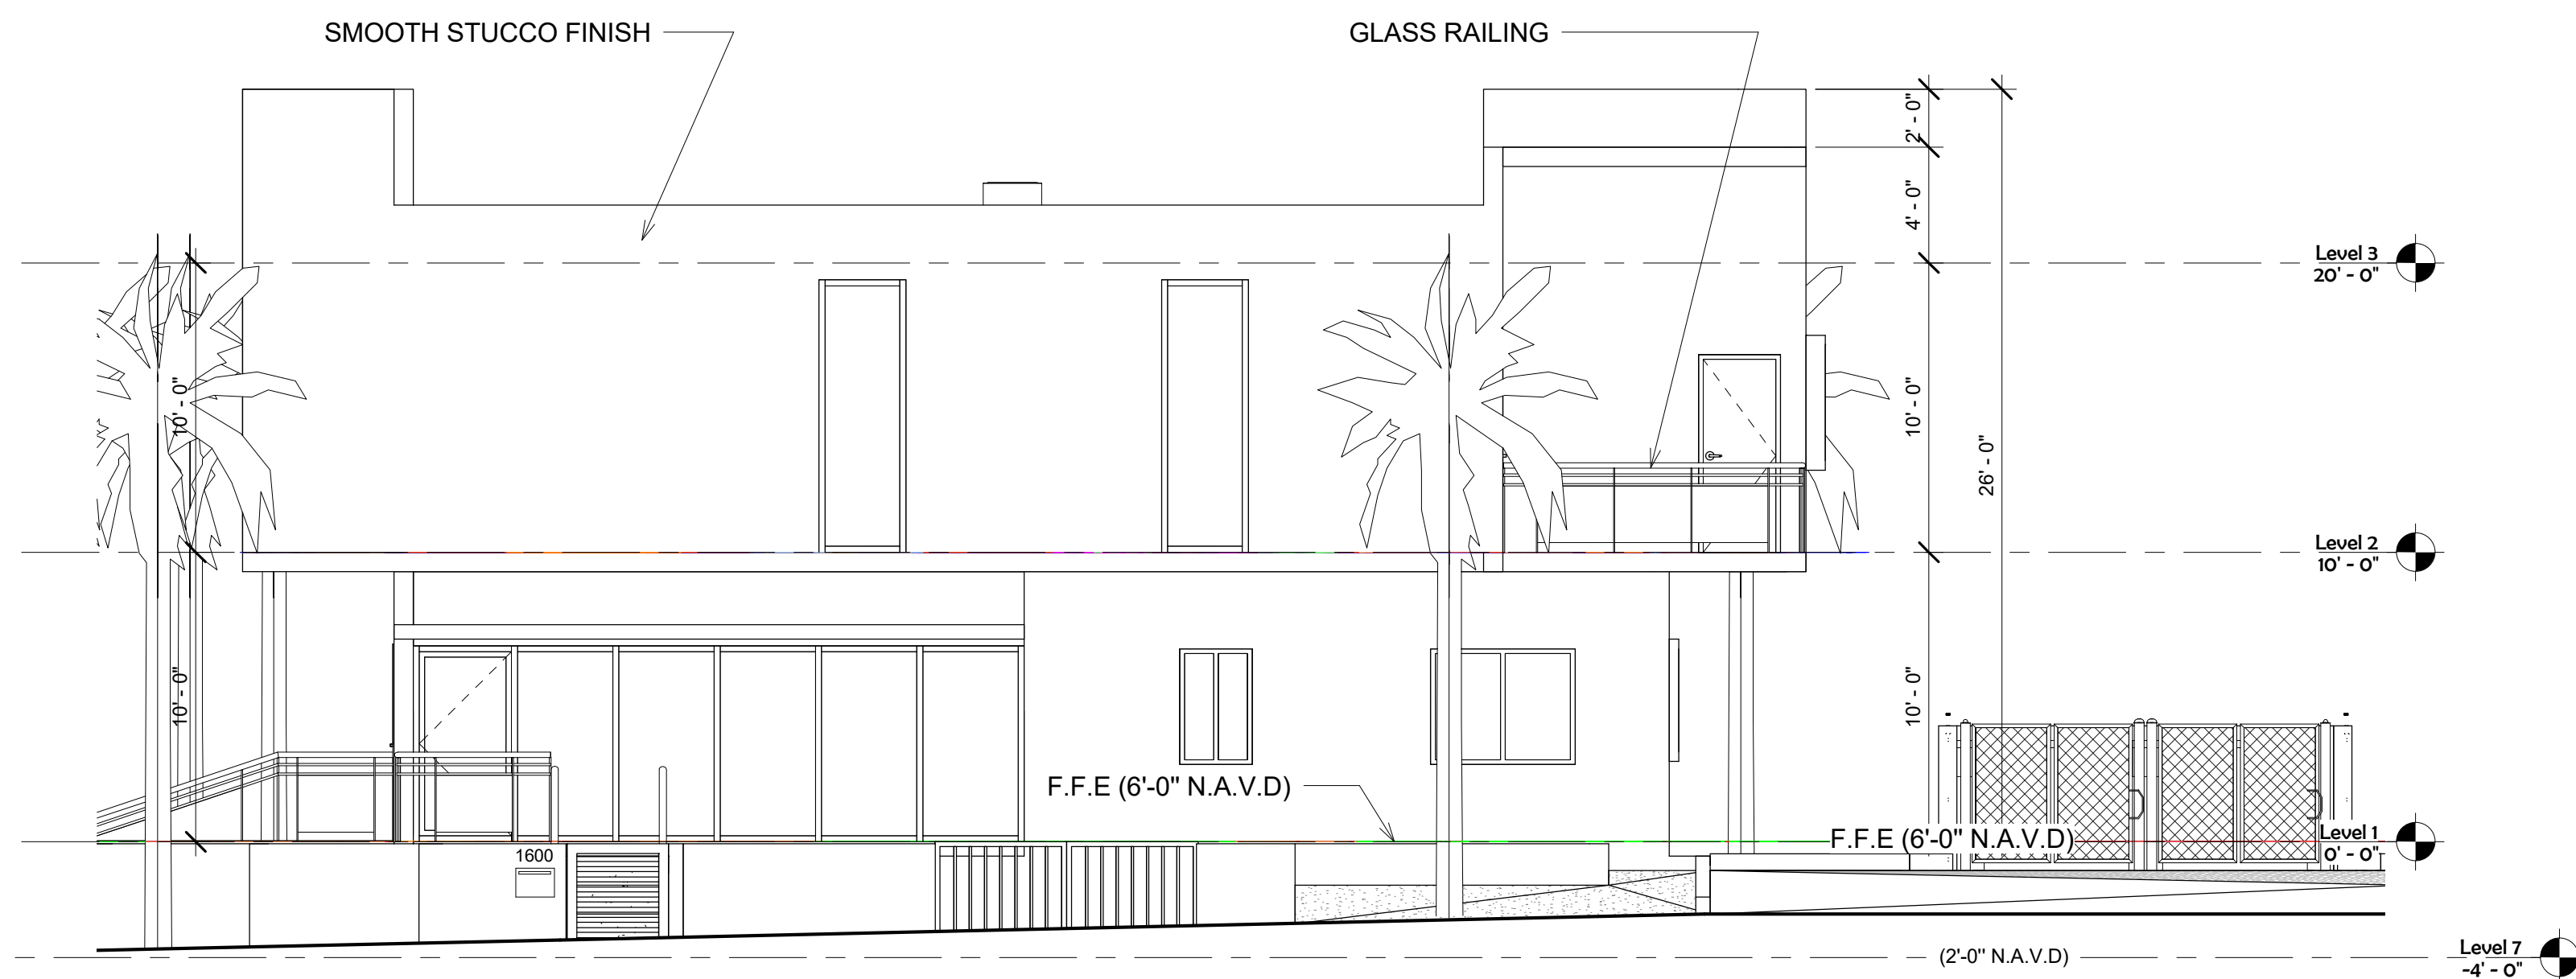 SMOOTH STUCCO FINISH
GLASS RAILING
2' - 0"
4' - 0"
Level 3
20' - 0"
10' - 0"
10' - 0"
26' - 0"
Level 2
10' - 0"
10' - 0"
10' - 0"
F.F.E (6'-0" N.A.V.D)
F.F.E (6'-0" N.A.V.D)
Level 1
0' - 0"
1600
(2'-0" N.A.V.D)
Level 7
-4' - 0"